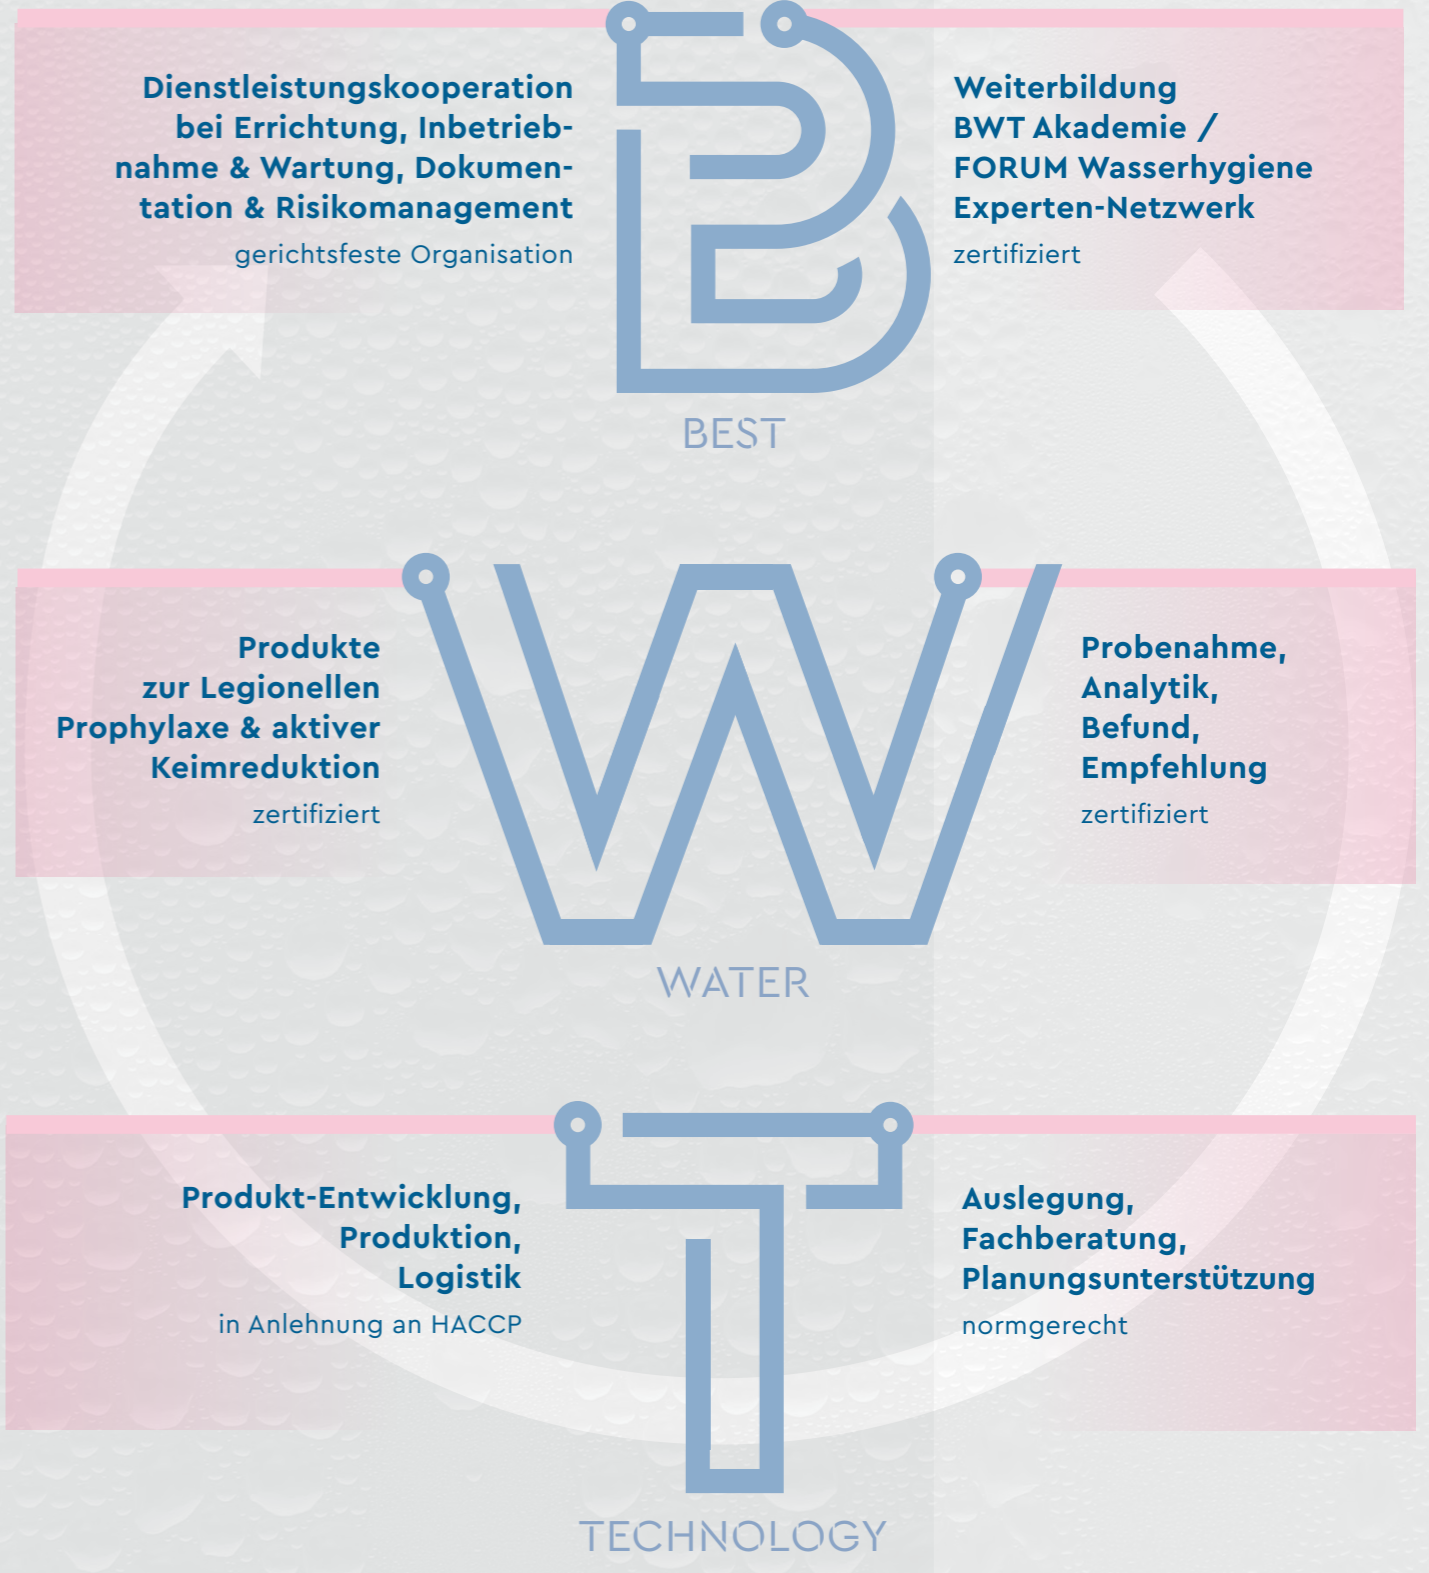 Dienstleistungskooperation
bei Errichtung, Inbetrieb-
nahme & Wartung, Dokumen-
tation & Risikomanagement
gerichtsfeste Organisation
Weiterbildung
BWT Akademie /
FORUM Wasserhygiene
Experten-Netzwerk
zertifiziert
B
BEST
Produkte
zur Legionellen
Prophylaxe & aktiver
Keimreduktion
zertifiziert
Probenahme,
Analytik,
Befund,
Empfehlung
zertifiziert
W
WATER
Produkt-Entwicklung,
Produktion,
Logistik
in Anlehnung an HACCP
Auslegung,
Fachberatung,
Planungsunterstützung
normgerecht
T
TECHNOLOGY